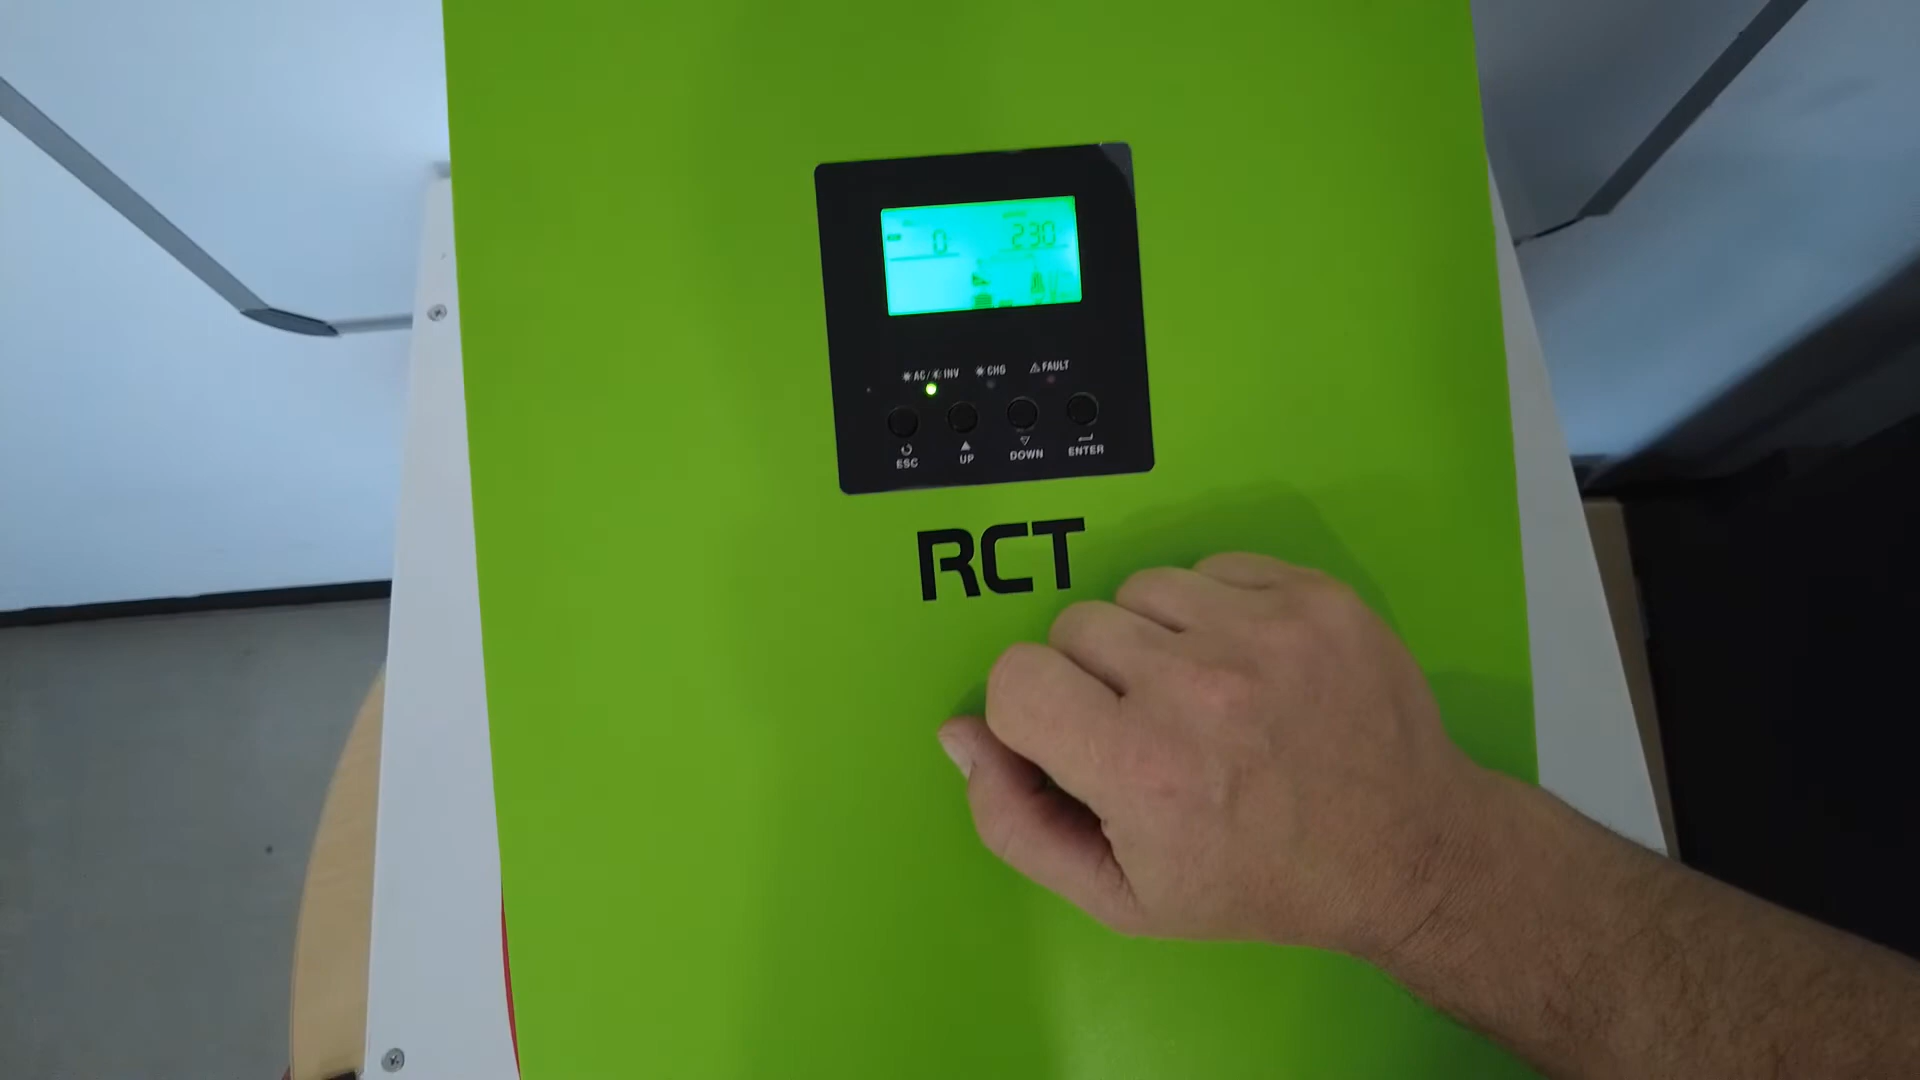 0 230
AC/ INV CHG FAULT
ESC UP DOWN ENTER
RCT